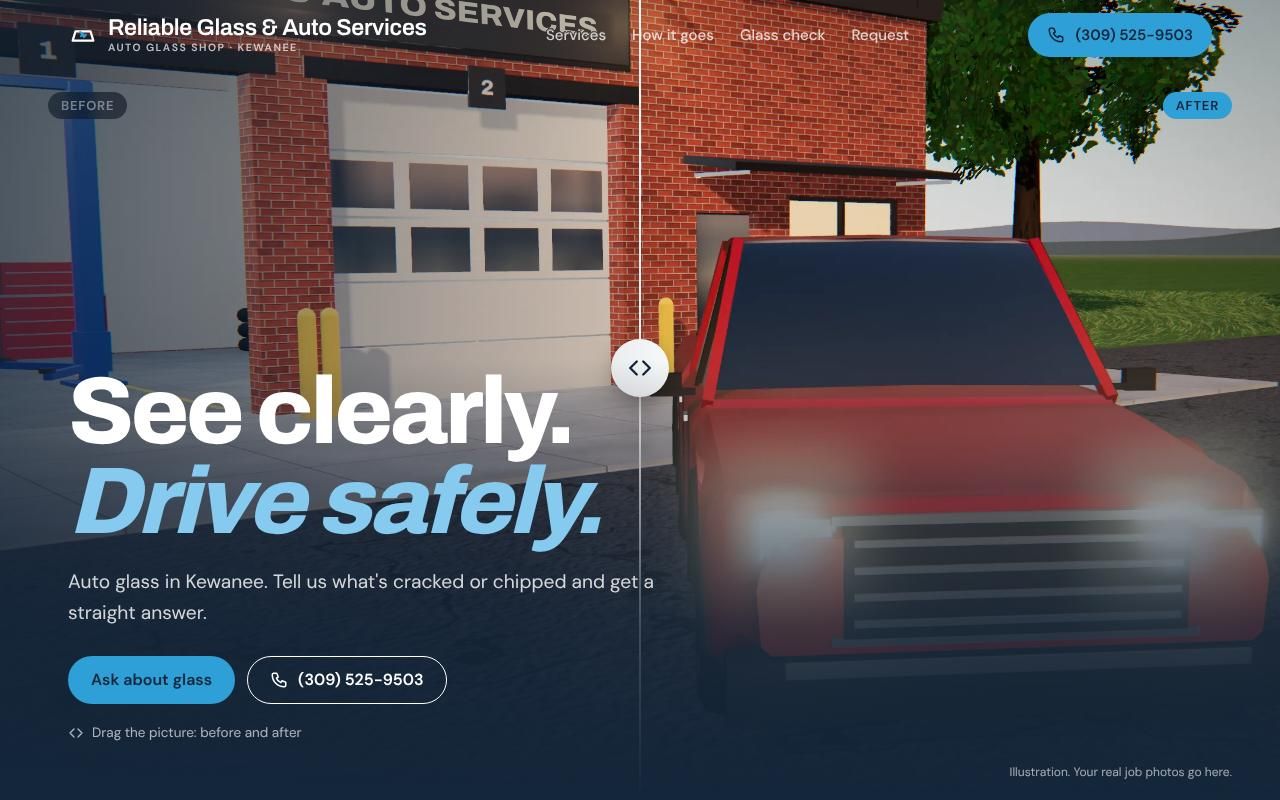 AUTO SERVICES
Reliable Glass & Auto Services
AUTO GLASS SHOP · KEWANEE
Services
How it goes
Glass check
Request
(309) 525-9503
1
2
BEFORE
AFTER
See clearly.
Drive safely.
Auto glass in Kewanee. Tell us what's cracked or chipped and get a
straight answer.
Ask about glass
(309) 525-9503
Drag the picture: before and after
Illustration. Your real job photos go here.